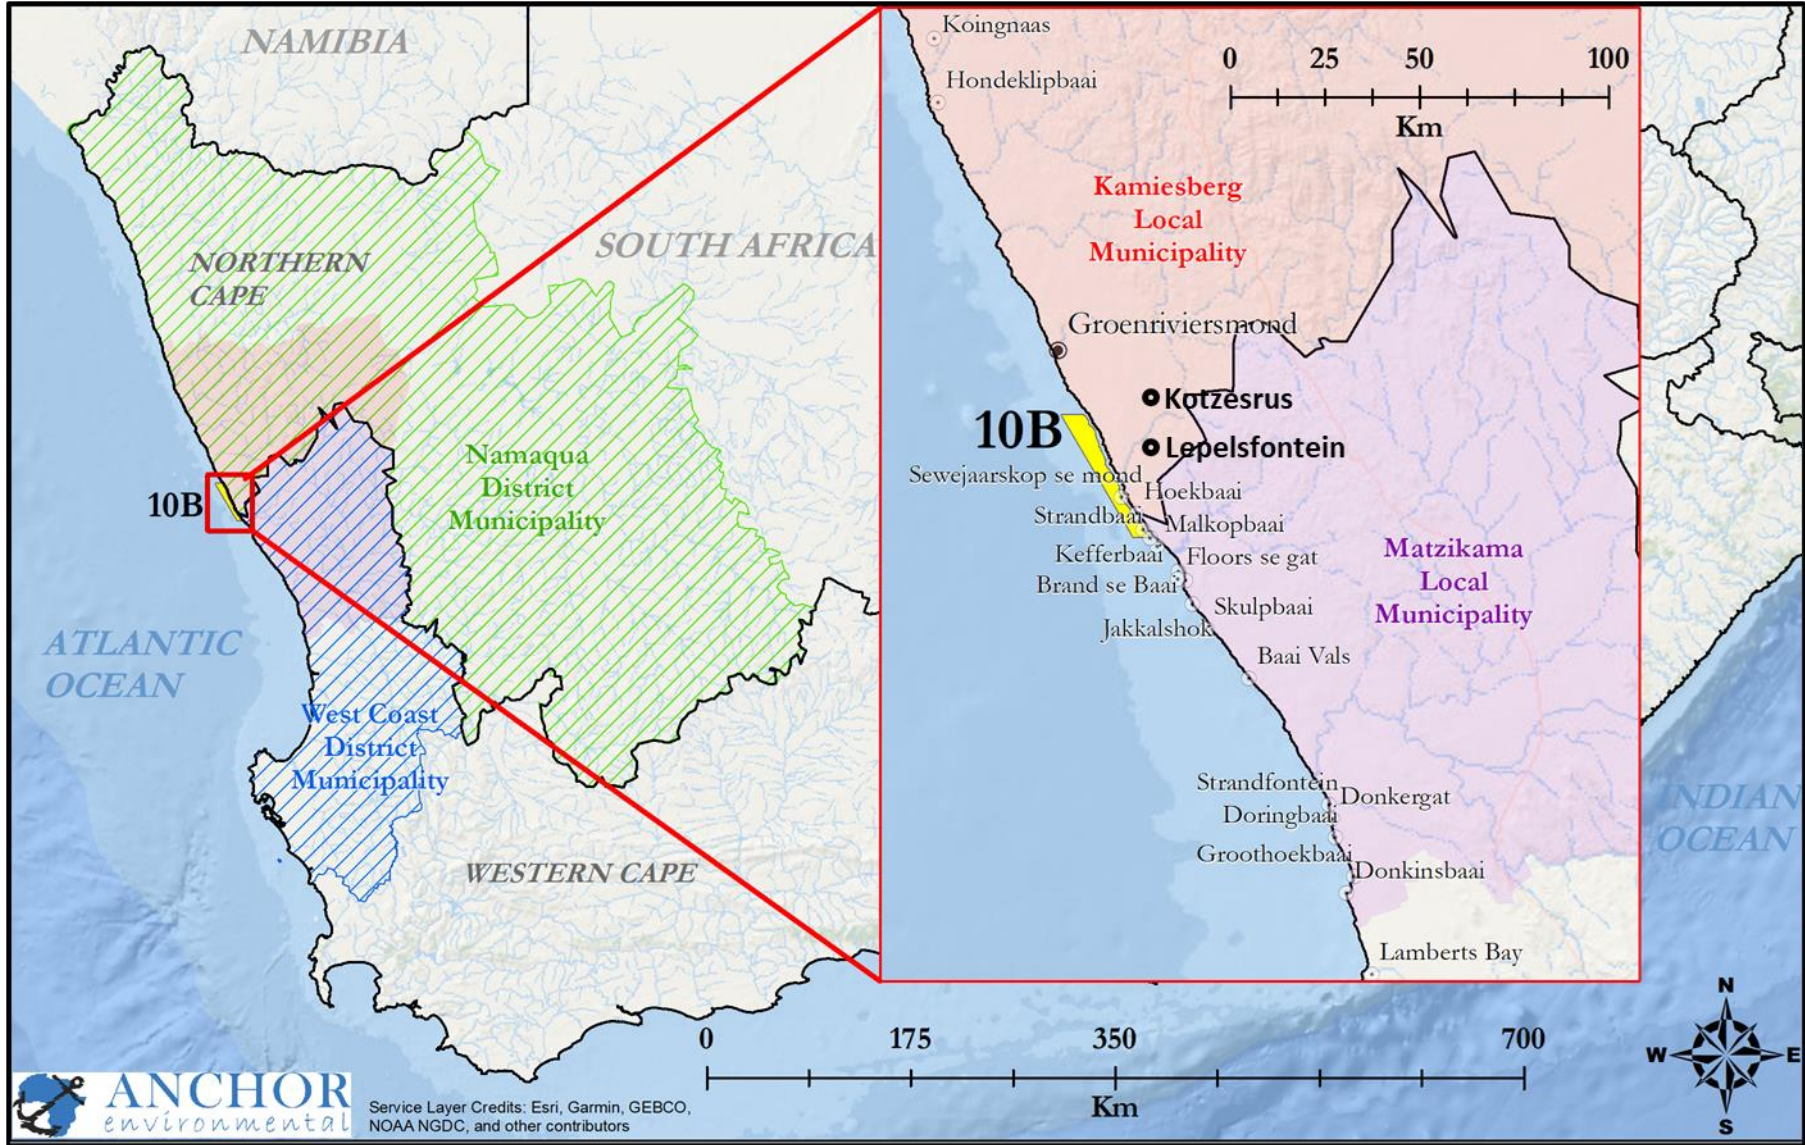 NAMIBIA
SOUTH AFRICA
NORTHERN
CAPE
Namaqua
District
Municipality
10B
ATLANTIC
OCEAN
West Coast
District
Municipality
WESTERN CAPE
Koingnaas
Hondeklipbaai
0 25 50 100
Km
Kamiesberg
Local
Municipality
Groenriviersmond
Kotzesrus
10B
Lepelsfontein
Sewejaarskop se mond
Hoekbaai
Strandbaai
Malkopbaai
Kefferbaai
Floors se gat
Brand se Baai
Matzikama
Local
Municipality
Skulpbaai
Jakkalshok
Baai Vals
Strandfontein
Donkergat
Doringbaai
Groothoekbaai
Donkinsbaai
Lamberts Bay
INDIAN
OCEAN
0 175 350 700
Km
N
W E
S
ANCHOR
environmental
Service Layer Credits: Esri, Garmin, GEBCO,
NOAA NGDC, and other contributors